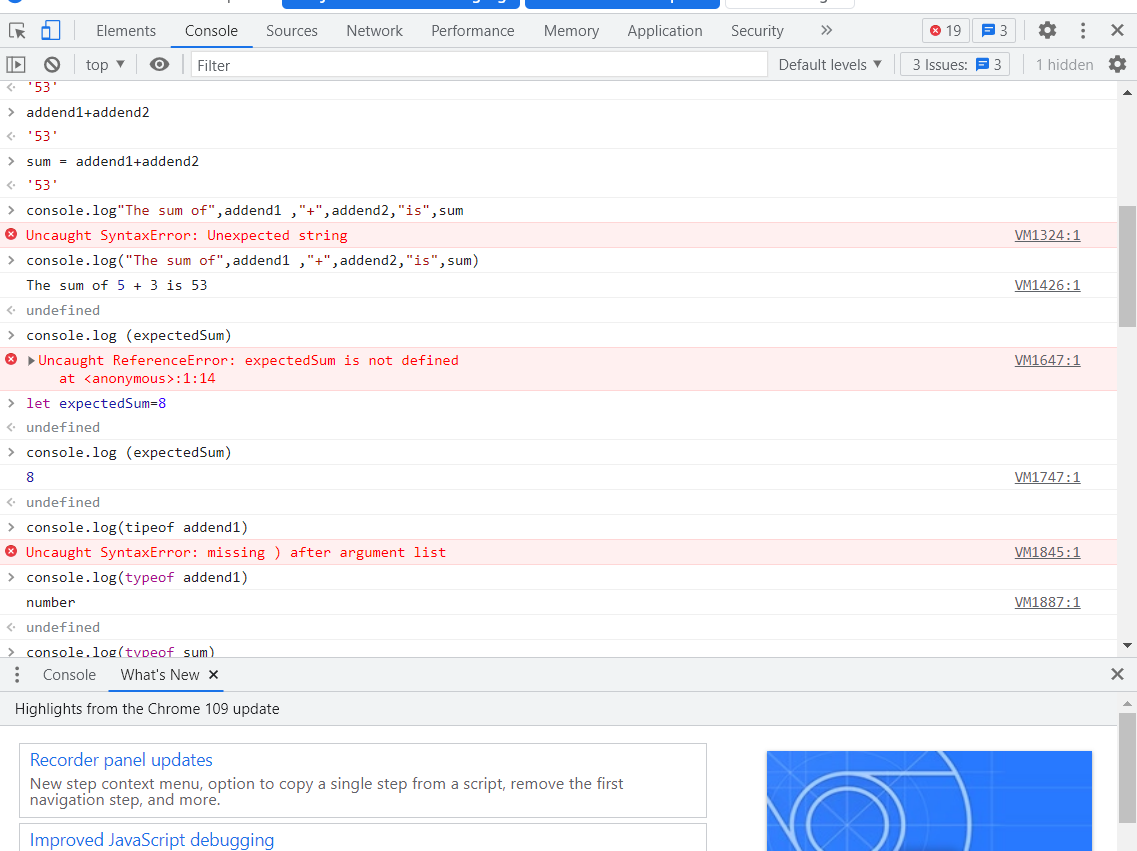 Elements Console Sources Network Performance Memory Application Security 19 3
top Filter Default levels 3 Issues: 3 1 hidden
'53'
addend1+addend2
'53'
sum = addend1+addend2
'53'
console.log"The sum of",addend1 ,"+",addend2,"is",sum
Uncaught SyntaxError: Unexpected string VM1324:1
console.log("The sum of",addend1 ,"+",addend2,"is",sum)
The sum of 5 + 3 is 53 VM1426:1
undefined
console.log (expectedSum)
Uncaught ReferenceError: expectedSum is not defined VM1647:1
at <anonymous>:1:14
let expectedSum=8
undefined
console.log (expectedSum)
8 VM1747:1
undefined
console.log(tipeof addend1)
Uncaught SyntaxError: missing ) after argument list VM1845:1
console.log(typeof addend1)
number VM1887:1
undefined
console.log(typeof sum)
Console What's New
Highlights from the Chrome 109 update
Recorder panel updates
New step context menu, option to copy a single step from a script, remove the first
navigation step, and more.
Improved JavaScript debugging